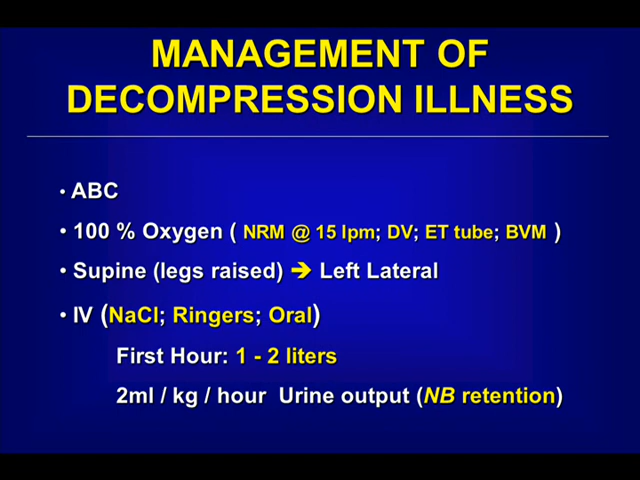 MANAGEMENT OF
DECOMPRESSION ILLNESS
• ABC
• 100 % Oxygen ( NRM @ 15 lpm; DV; ET tube; BVM )
• Supine (legs raised) ➔ Left Lateral
• IV (NaCl; Ringers; Oral)
First Hour: 1 - 2 liters
2ml / kg / hour Urine output (NB retention)